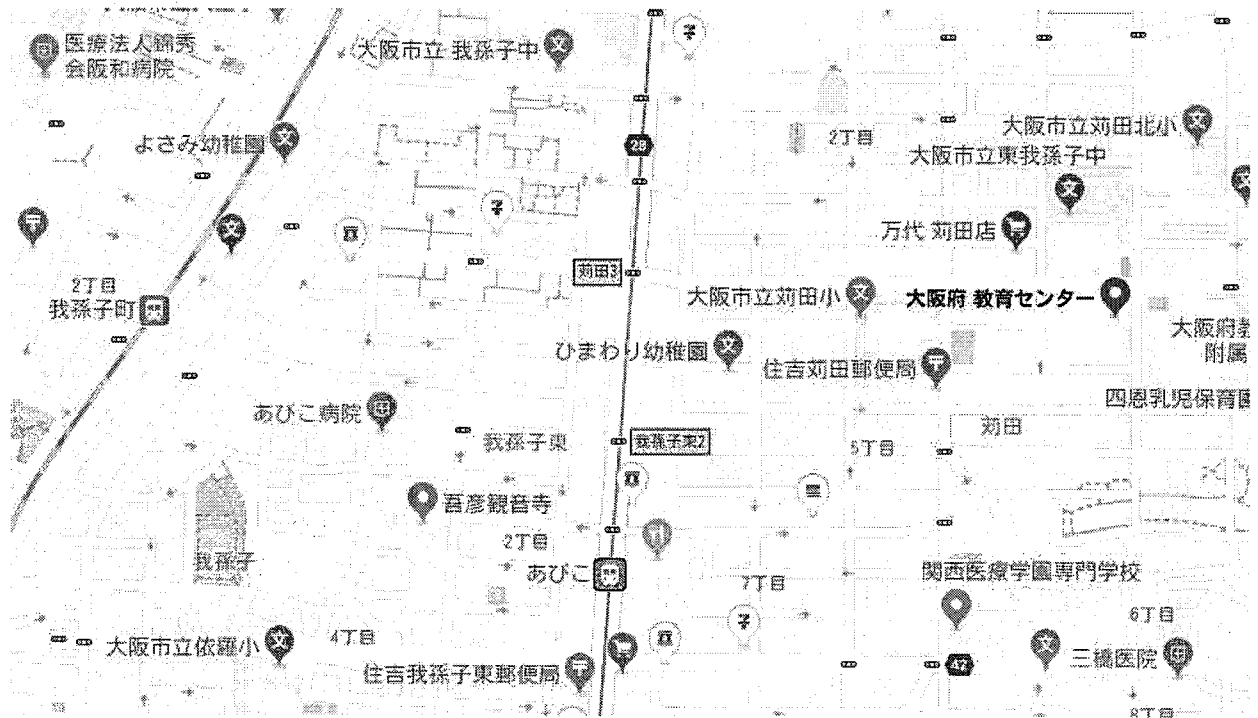 医療法人錦秀
会阪和病院
大阪市立 我孫子中
28
2丁目
大阪市立苅田北小
大阪市立東我孫子中
よさみ幼稚園
万代 苅田店
苅田3
2丁目
我孫子町
大阪市立苅田小
大阪府 教育センター
大阪府教
附属
ひまわり幼稚園
住吉苅田郵便局
四恩乳児保育園
あびこ病院
我孫子東
我孫子東2
苅田
5丁目
吾彦観音寺
2丁目
我孫子
あびこ
7丁目
関西医療学園専門学校
6丁目
大阪市立依羅小
4丁目
住吉我孫子東郵便局
三橋医院
8丁目